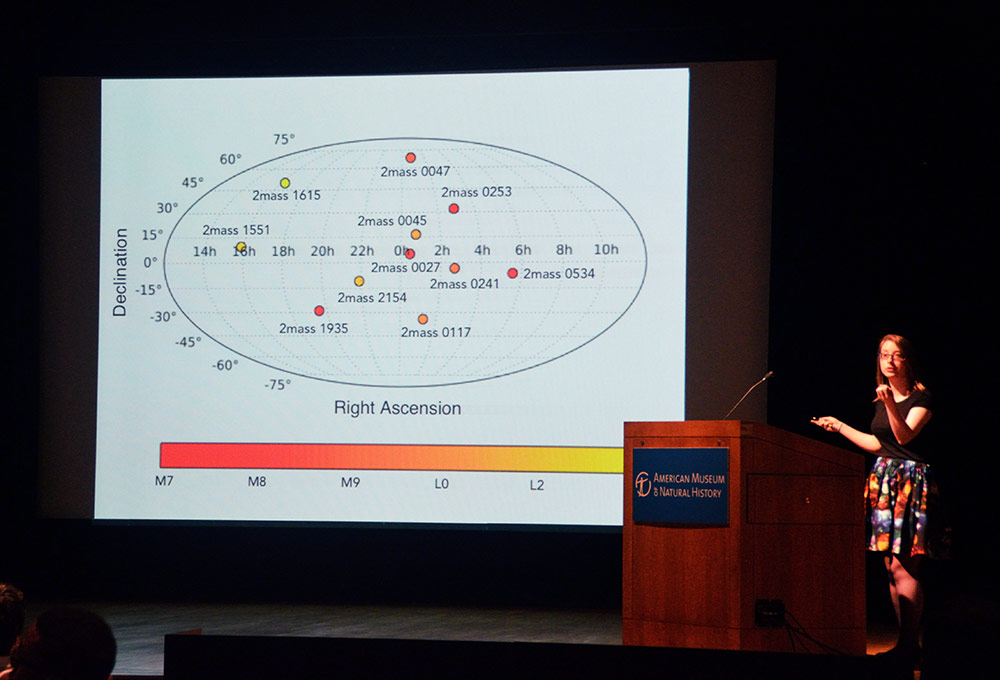 75°
60°
45°
30°
15°
0°
-15°
-30°
-45°
-60°
-75°
Declination
2mass 0047
2mass 1615
2mass 0253
2mass 0045
2mass 1551
14h 16h 18h 20h 22h 0h 2h 4h 6h 8h 10h
2mass 0027
2mass 0241
2mass 0534
2mass 2154
2mass 1935
2mass 0117
Right Ascension
M7 M8 M9 L0 L2
AMERICAN MUSEUM
OF NATURAL HISTORY